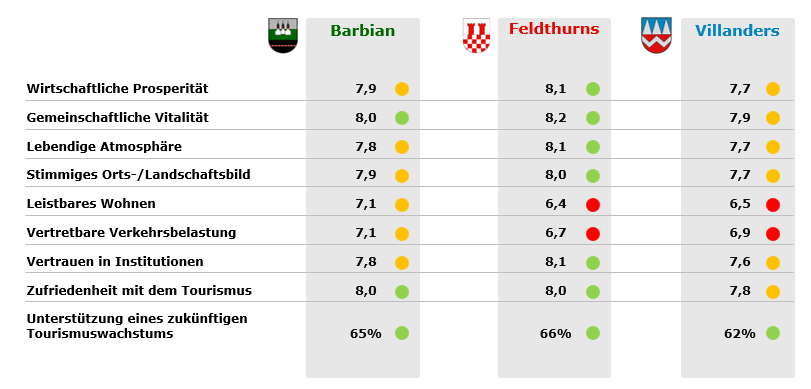 Barbian Feldthurns Villanders
Wirtschaftliche Prosperität 7,9 8,1 7,7
Gemeinschaftliche Vitalität 8,0 8,2 7,9
Lebendige Atmosphäre 7,8 8,1 7,7
Stimmiges Orts-/Landschaftsbild 7,9 8,0 7,7
Leistbares Wohnen 7,1 6,4 6,5
Vertretbare Verkehrsbelastung 7,1 6,7 6,9
Vertrauen in Institutionen 7,8 8,1 7,6
Zufriedenheit mit dem Tourismus 8,0 8,0 7,8
Unterstützung eines zukünftigen
Tourismuswachstums 65% 66% 62%